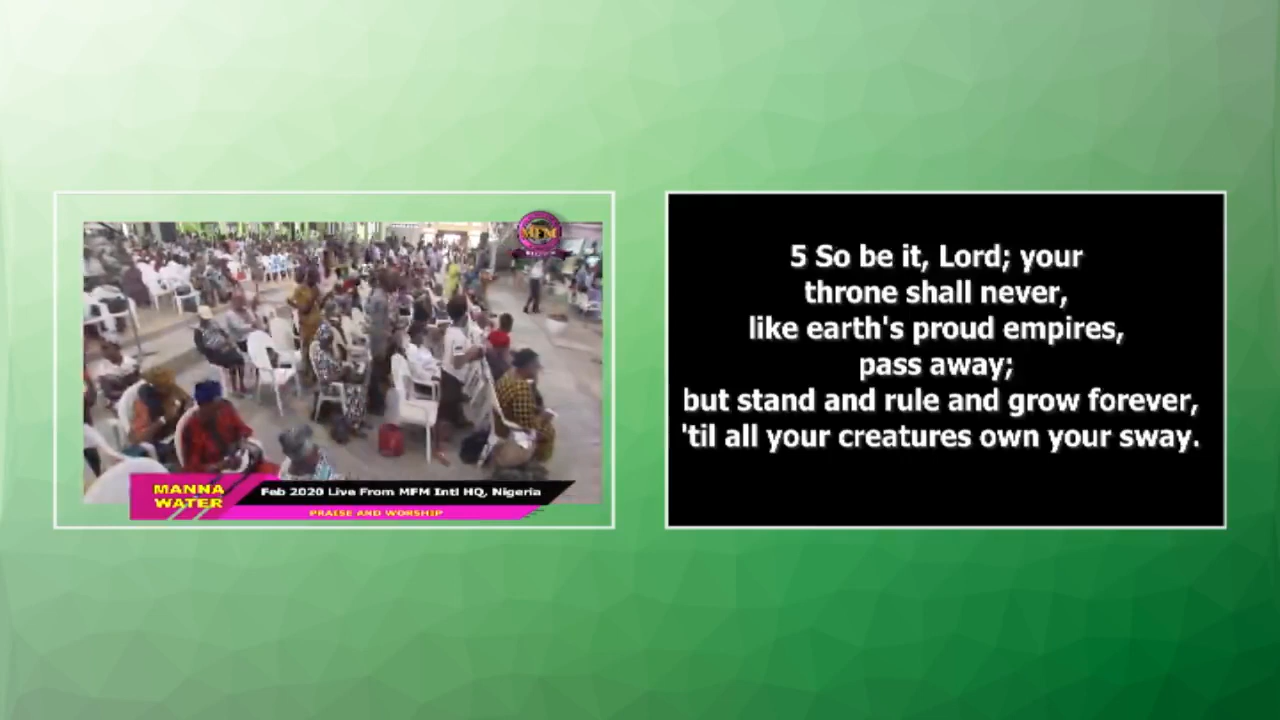 MFM
MANNA
WATER
Feb 2020 Live From MFM Intl HQ, Nigeria
PRAISE AND WORSHIP
5 So be it, Lord; your
throne shall never,
like earth's proud empires,
pass away;
but stand and rule and grow forever,
'til all your creatures own your sway.